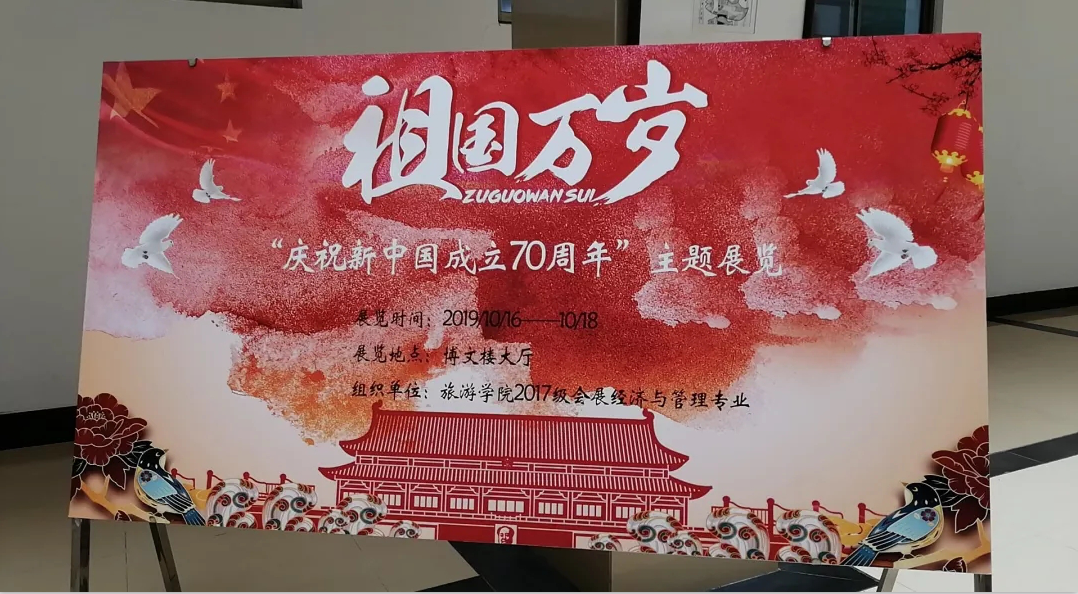 祖国万岁
ZUGUOWAN SUI
“庆祝新中国成立70周年”主题展览
展览时间：2019/10/16——10/18
展览地点：博文楼大厅
组织单位：旅游学院2017级会展经济与管理专业